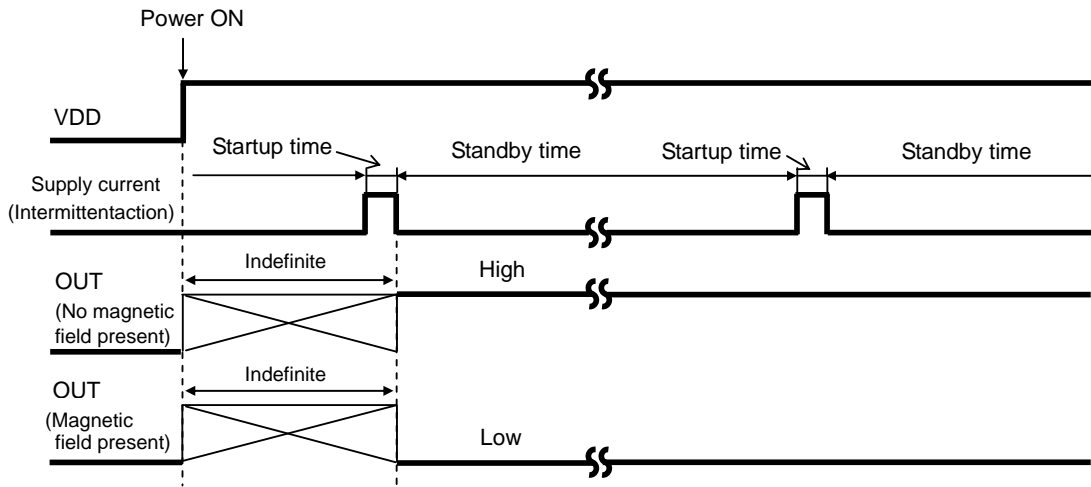 Power ON
VDD
Startup time
Standby time
Startup time
Standby time
Supply current
(Intermittentaction)
Indefinite
High
OUT
(No magnetic
field present)
Indefinite
OUT
(Magnetic
field present)
Low